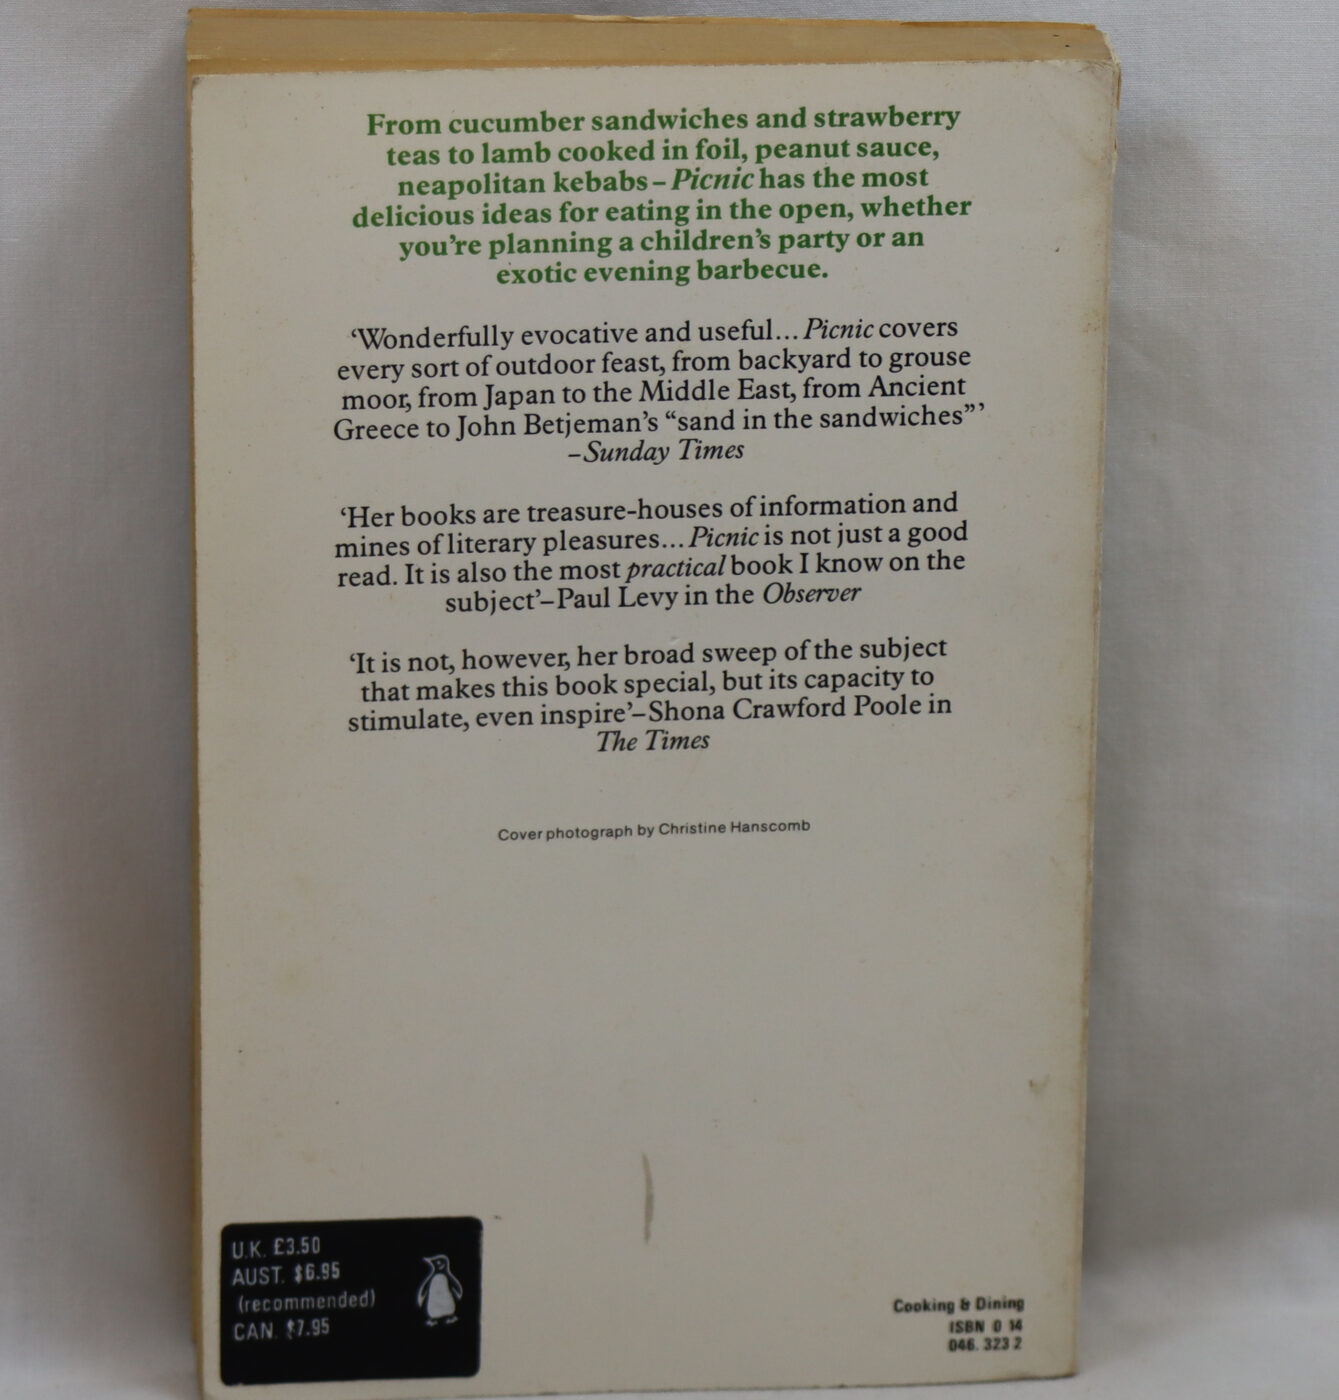 From cucumber sandwiches and strawberry
teas to lamb cooked in foil, peanut sauce,
neapolitan kebabs – Picnic has the most
delicious ideas for eating in the open, whether
you're planning a children's party or an
exotic evening barbecue.
‘Wonderfully evocative and useful... Picnic covers
every sort of outdoor feast, from backyard to grouse
moor, from Japan to the Middle East, from Ancient
Greece to John Betjeman’s “sand in the sandwiches”’
–Sunday Times
‘Her books are treasure-houses of information and
mines of literary pleasures... Picnic is not just a good
read. It is also the most practical book I know on the
subject’–Paul Levy in the Observer
‘It is not, however, her broad sweep of the subject
that makes this book special, but its capacity to
stimulate, even inspire’–Shona Crawford Poole in
The Times
Cover photograph by Christine Hanscomb
U.K. £3.50
AUST. $6.95
(recommended)
CAN. $7.95
Cooking & Dining
ISBN 0 14
046. 323 2